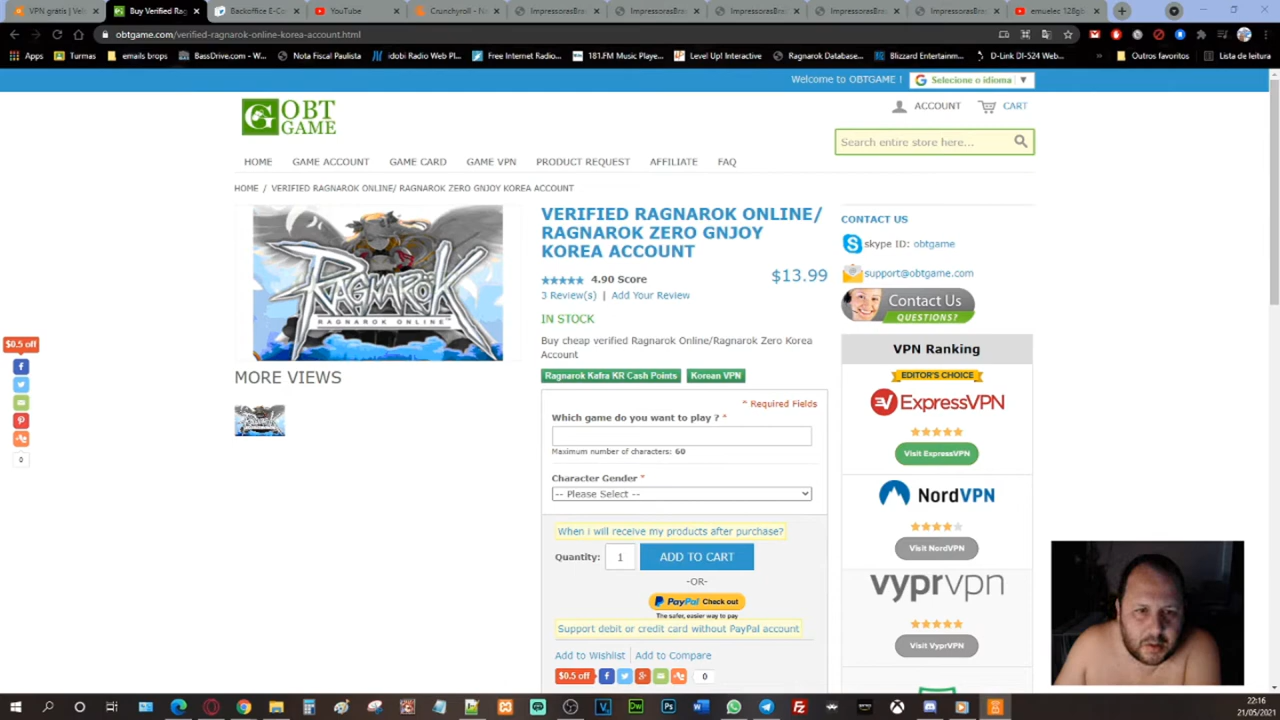 VPN grátis | Vel
Buy Verified Rag
Backoffice E-Co
YouTube
Crunchyroll - N
ImpressorasBra
ImpressorasBra
ImpressorasBra
ImpressorasBra
ImpressorasBra
emuelec 128gb
obtgame.com/verified-ragnarok-online-korea-account.html
Apps
Turmas
emails brops
BassDrive.com - W...
Nota Fiscal Paulista
idobi Radio Web Pl...
Free Internet Radio...
181.FM Music Playe...
Level Up! Interactive
Ragnarok Database...
Blizzard Entertainm...
D-Link DI-524 Web...
»
Outros favoritos
Lista de leitura
Welcome to OBTGAME !
Selecione o idioma ▼
G OBT
GAME
ACCOUNT
CART
Search entire store here...
HOME
GAME ACCOUNT
GAME CARD
GAME VPN
PRODUCT REQUEST
AFFILIATE
FAQ
HOME / VERIFIED RAGNAROK ONLINE/ RAGNAROK ZERO GNJOY KOREA ACCOUNT
RAGNARÖK
RAGNAROK ONLINE
MORE VIEWS
$0.5 off
0
VERIFIED RAGNAROK ONLINE/
RAGNAROK ZERO GNJOY
KOREA ACCOUNT
4.90 Score
$13.99
3 Review(s) | Add Your Review
IN STOCK
Buy cheap verified Ragnarok Online/Ragnarok Zero Korea
Account
Ragnarok Kafra KR Cash Points
Korean VPN
* Required Fields
Which game do you want to play ? *
Maximum number of characters: 60
Character Gender *
-- Please Select --
When i will receive my products after purchase?
Quantity:
1
ADD TO CART
-OR-
PayPal Check out
The safer, easier way to pay
Support debit or credit card without PayPal account
Add to Wishlist | Add to Compare
$0.5 off
0
CONTACT US
skype ID: obtgame
support@obtgame.com
Contact Us
QUESTIONS?
VPN Ranking
EDITOR'S CHOICE
ExpressVPN
Visit ExpressVPN
NordVPN
Visit NordVPN
vyprvpn
Visit VyprVPN
22:16
21/05/2021